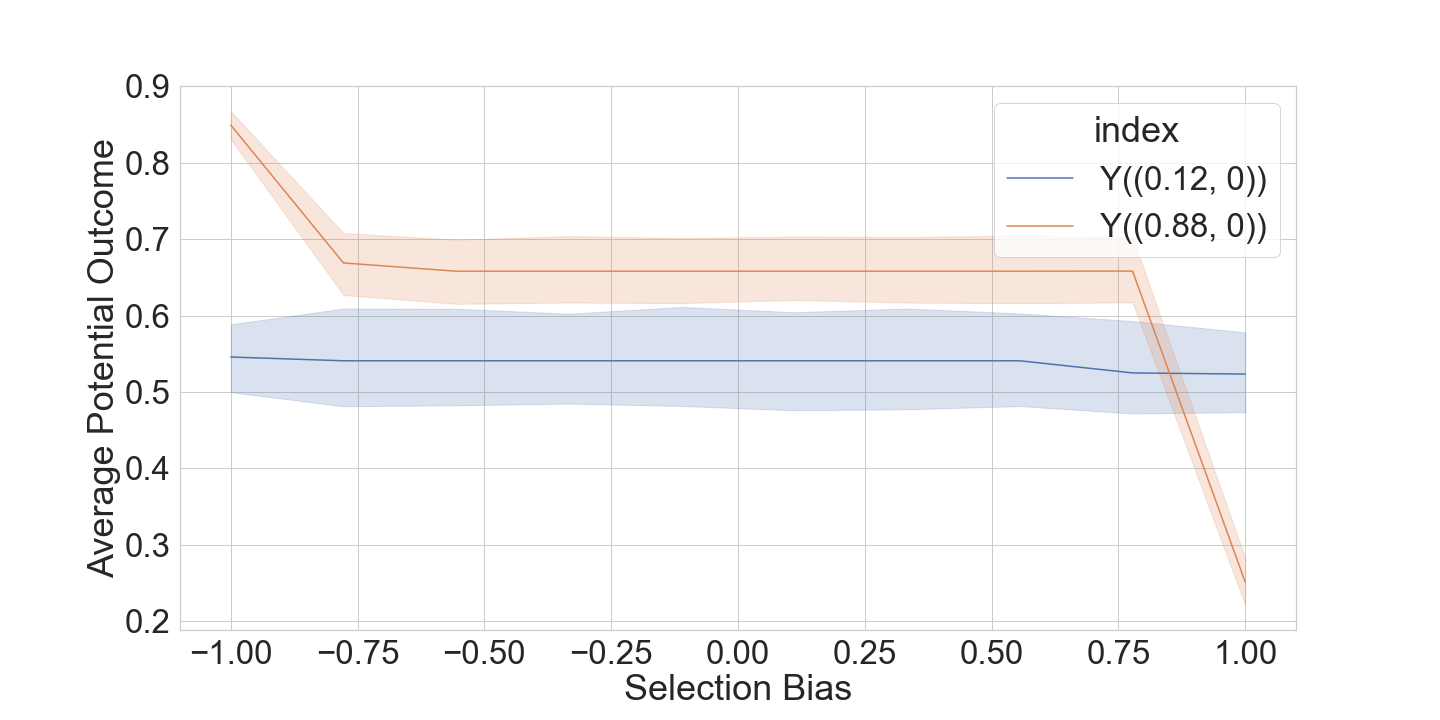 0.9
0.8
0.7
0.6
0.5
0.4
0.3
0.2
Average Potential Outcome
index
Y((0.12, 0))
Y((0.88, 0))
−1.00 −0.75 −0.50 −0.25 0.00 0.25 0.50 0.75 1.00
Selection Bias